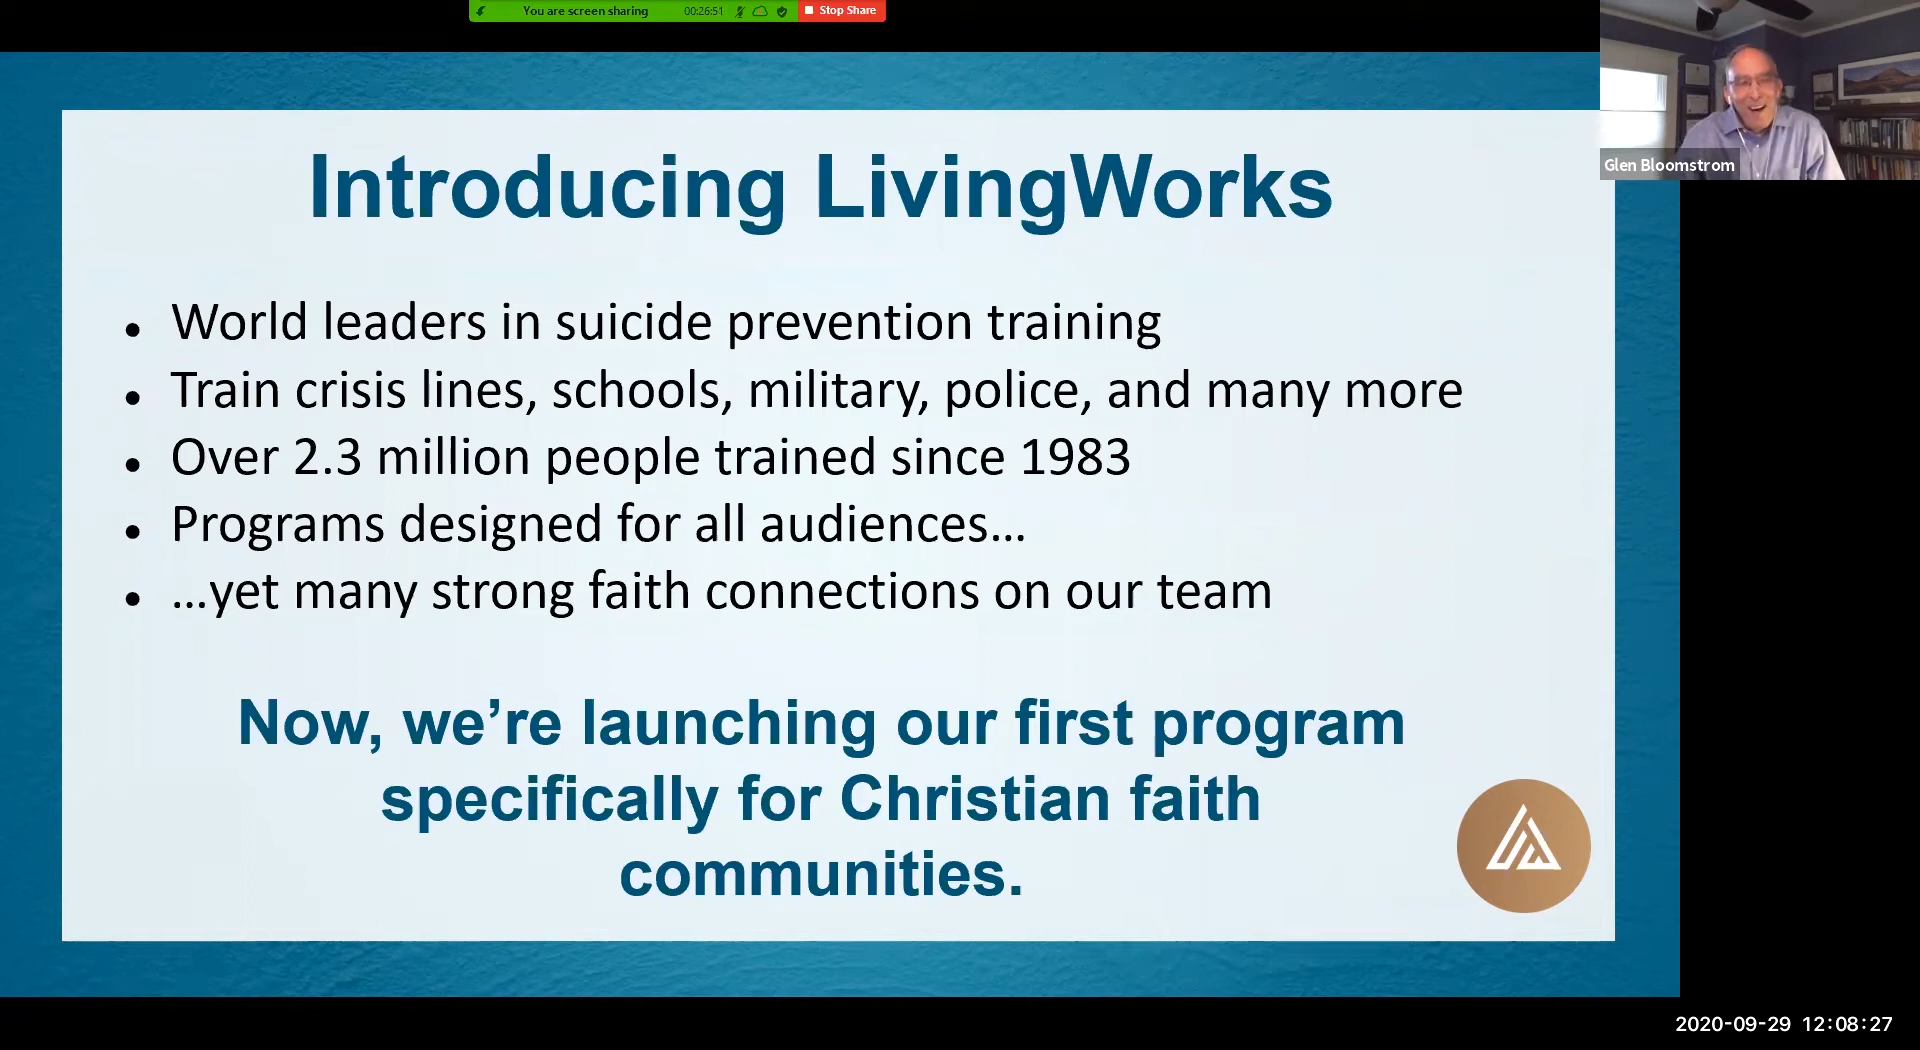 You are screen sharing 00:26:51 Stop Share
Glen Bloomstrom
Introducing LivingWorks
• World leaders in suicide prevention training
• Train crisis lines, schools, military, police, and many more
• Over 2.3 million people trained since 1983
• Programs designed for all audiences...
• ...yet many strong faith connections on our team
Now, we’re launching our first program
specifically for Christian faith
communities.
2020-09-29 12:08:27